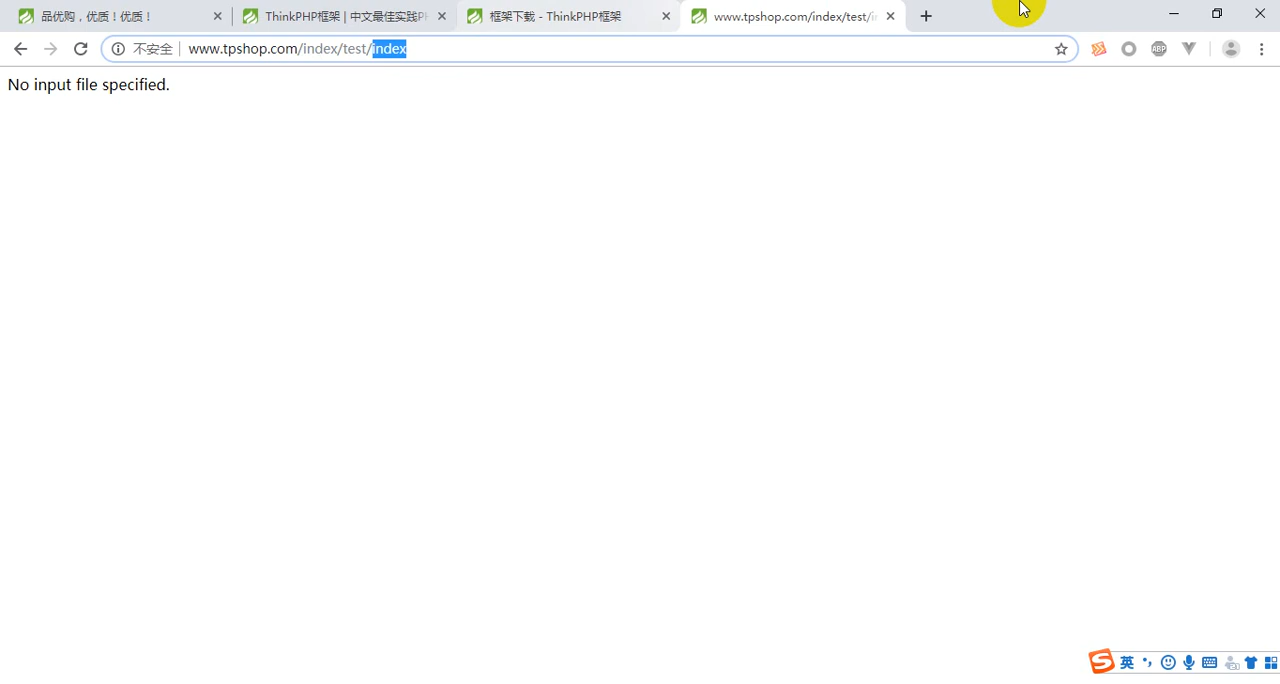 品优购，优质！优质！
ThinkPHP框架 | 中文最佳实践PH
框架下载 - ThinkPHP框架
www.tpshop.com/index/test/in
不安全
www.tpshop.com/index/test/index
ABP
No input file specified.
S
英